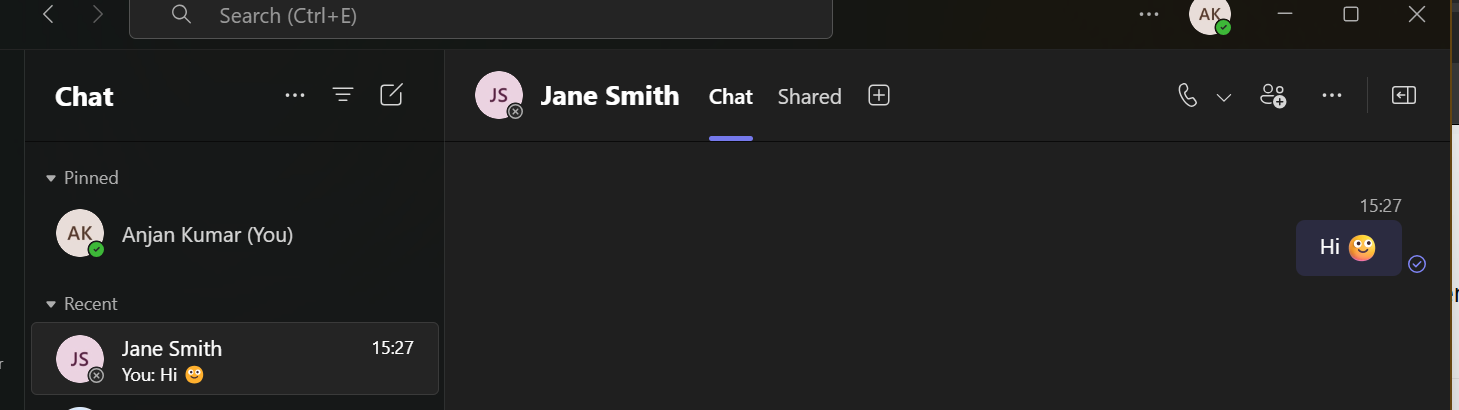 Search (Ctrl+E)
AK
Chat
JS
Jane Smith
Chat
Shared
Pinned
AK
Anjan Kumar (You)
Recent
JS
Jane Smith
15:27
You: Hi 🙂
15:27
Hi 🙂